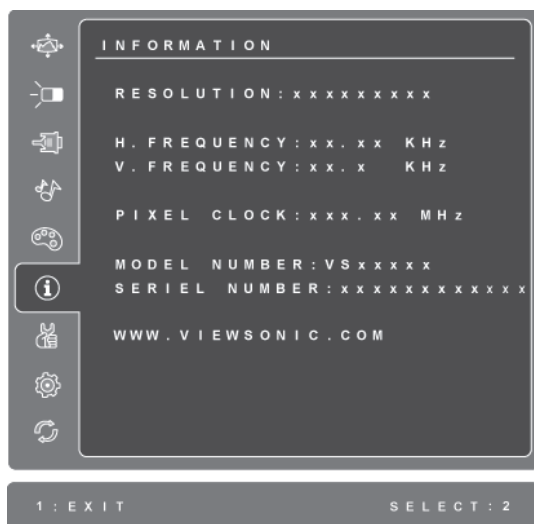 INFORMATION
RESOLUTION:xxxxxxxxx
H. FREQUENCY:xx.xx KHz
V. FREQUENCY:xx.x KHz
PIXEL CLOCK:xxx.xx MHz
MODEL NUMBER:VSxxxxx
SERIEL NUMBER:xxxxxxxxxxxx
WWW.VIEWSONIC.COM
1:EXIT SELECT:2